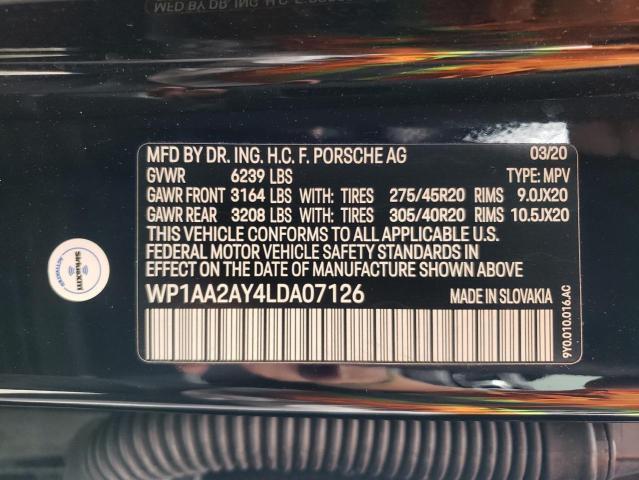 MFD BY DR. ING. H.C. F. PORSCHE AG 03/20
GVWR 6239 LBS TYPE: MPV
GAWR FRONT 3164 LBS WITH: TIRES 275/45R20 RIMS 9.0JX20
GAWR REAR 3208 LBS WITH: TIRES 305/40R20 RIMS 10.5JX20
THIS VEHICLE CONFORMS TO ALL APPLICABLE U.S.
FEDERAL MOTOR VEHICLE SAFETY STANDARDS IN
EFFECT ON THE DATE OF MANUFACTURE SHOWN ABOVE
WP1AA2AY4LDA07126 MADE IN SLOVAKIA
9Y0.010.016.AC
SiriusXM
ACTIVATED